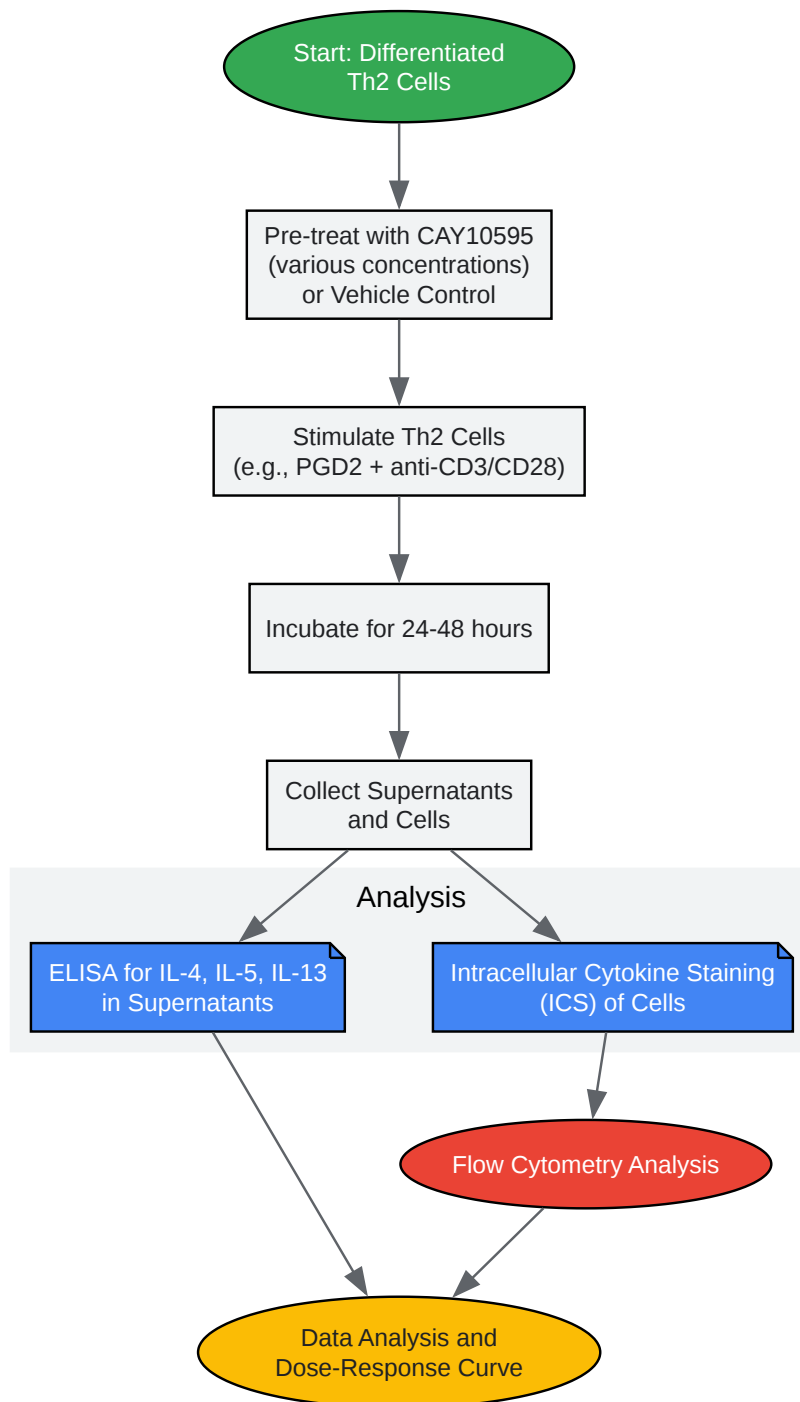 Start: Differentiated
Th2 Cells
Pre-treat with CAY10595
(various concentrations)
or Vehicle Control
Stimulate Th2 Cells
(e.g., PGD2 + anti-CD3/CD28)
Incubate for 24-48 hours
Collect Supernatants
and Cells
Analysis
ELISA for IL-4, IL-5, IL-13
in Supernatants
Intracellular Cytokine Staining
(ICS) of Cells
Flow Cytometry Analysis
Data Analysis and
Dose-Response Curve